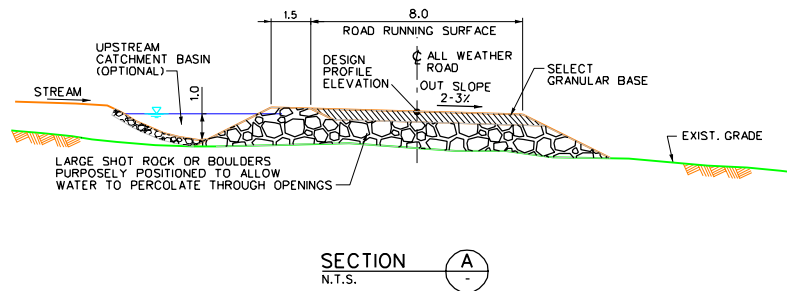 1.5
8.0
ROAD RUNNING SURFACE
UPSTREAM
CATCHMENT BASIN
(OPTIONAL)
STREAM
1.0
DESIGN
PROFILE
ELEVATION
℄ ALL WEATHER
ROAD
OUT SLOPE
2-3%
SELECT
GRANULAR BASE
EXIST. GRADE
LARGE SHOT ROCK OR BOULDERS
PURPOSELY POSITIONED TO ALLOW
WATER TO PERCOLATE THROUGH OPENINGS
SECTION
N.T.S.
A
-